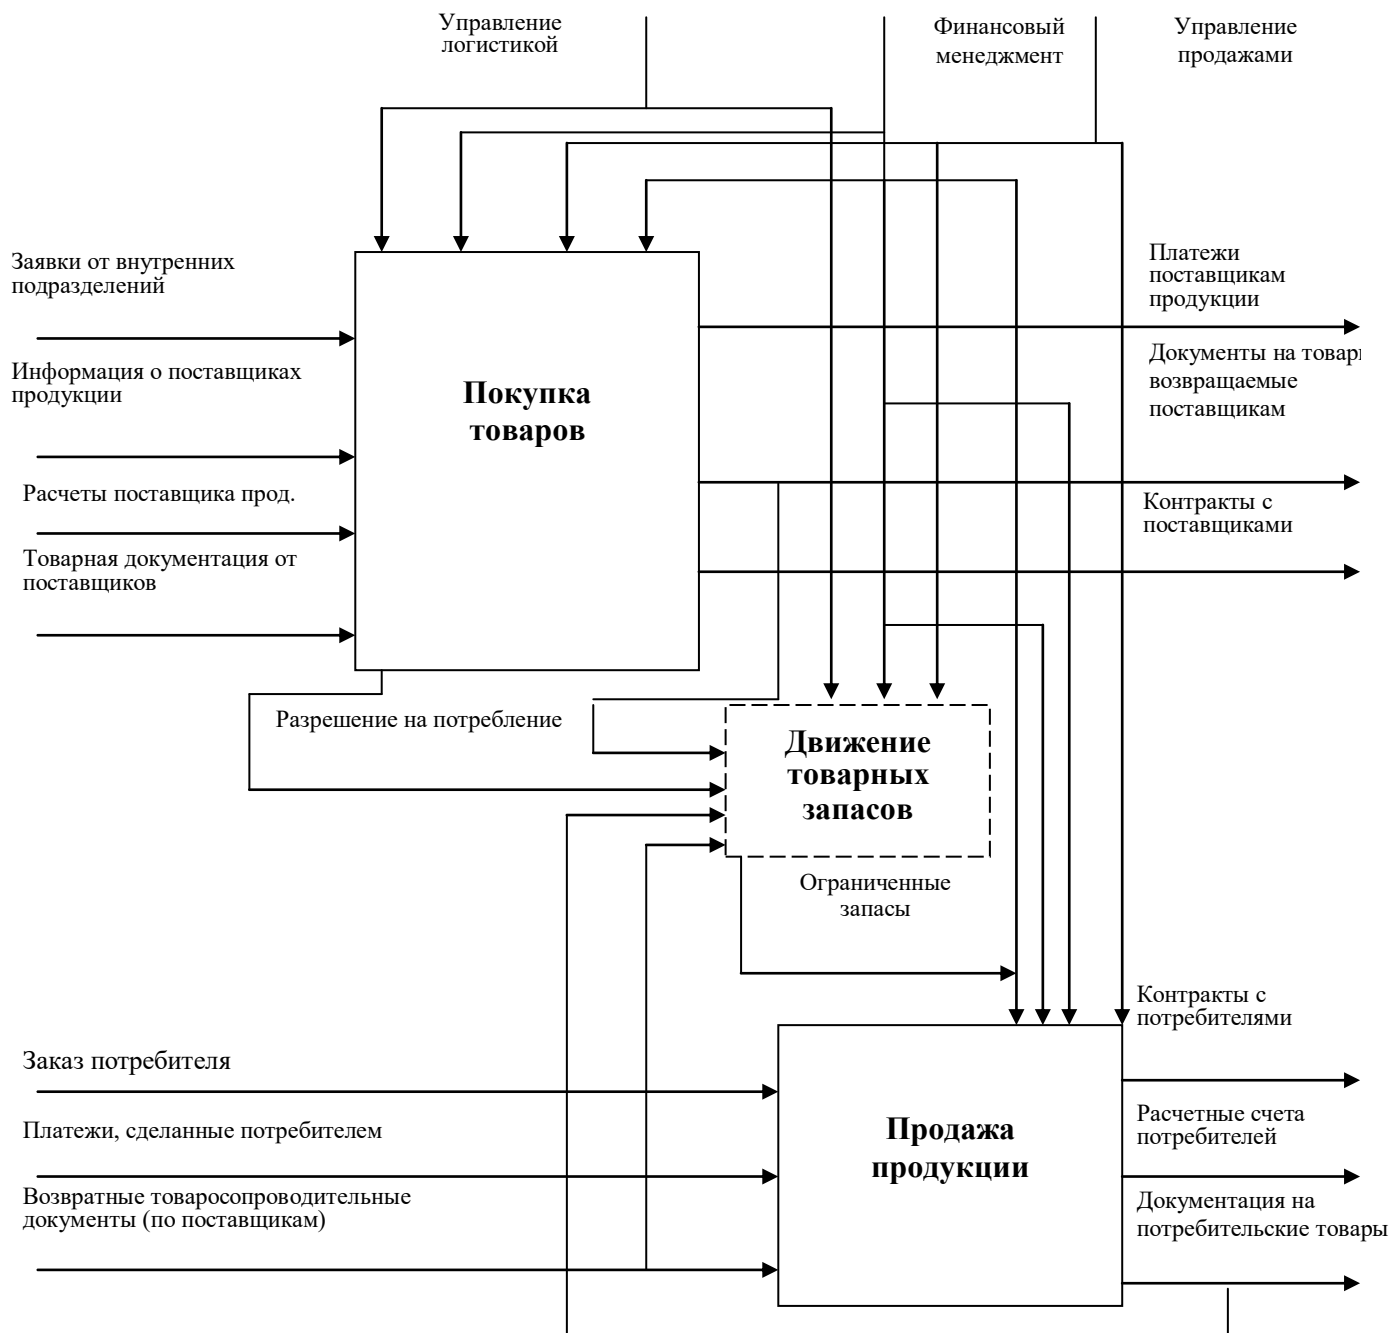 Управление
логистикой
Финансовый
менеджмент
Управление
продажами
Заявки от внутренних
подразделений
Информация о поставщиках
продукции
Расчеты поставщика прод.
Товарная документация от
поставщиков
Покупка
товаров
Платежи
поставщикам
продукции
Документы на товары
возвращаемые
поставщикам
Контракты с
поставщиками
Разрешение на потребление
Движение
товарных
запасов
Ограниченные
запасы
Заказ потребителя
Платежи, сделанные потребителем
Возвратные товаросопроводительные
документы (по поставщикам)
Продажа
продукции
Контракты с
потребителями
Расчетные счета
потребителей
Документация на
потребительские товары